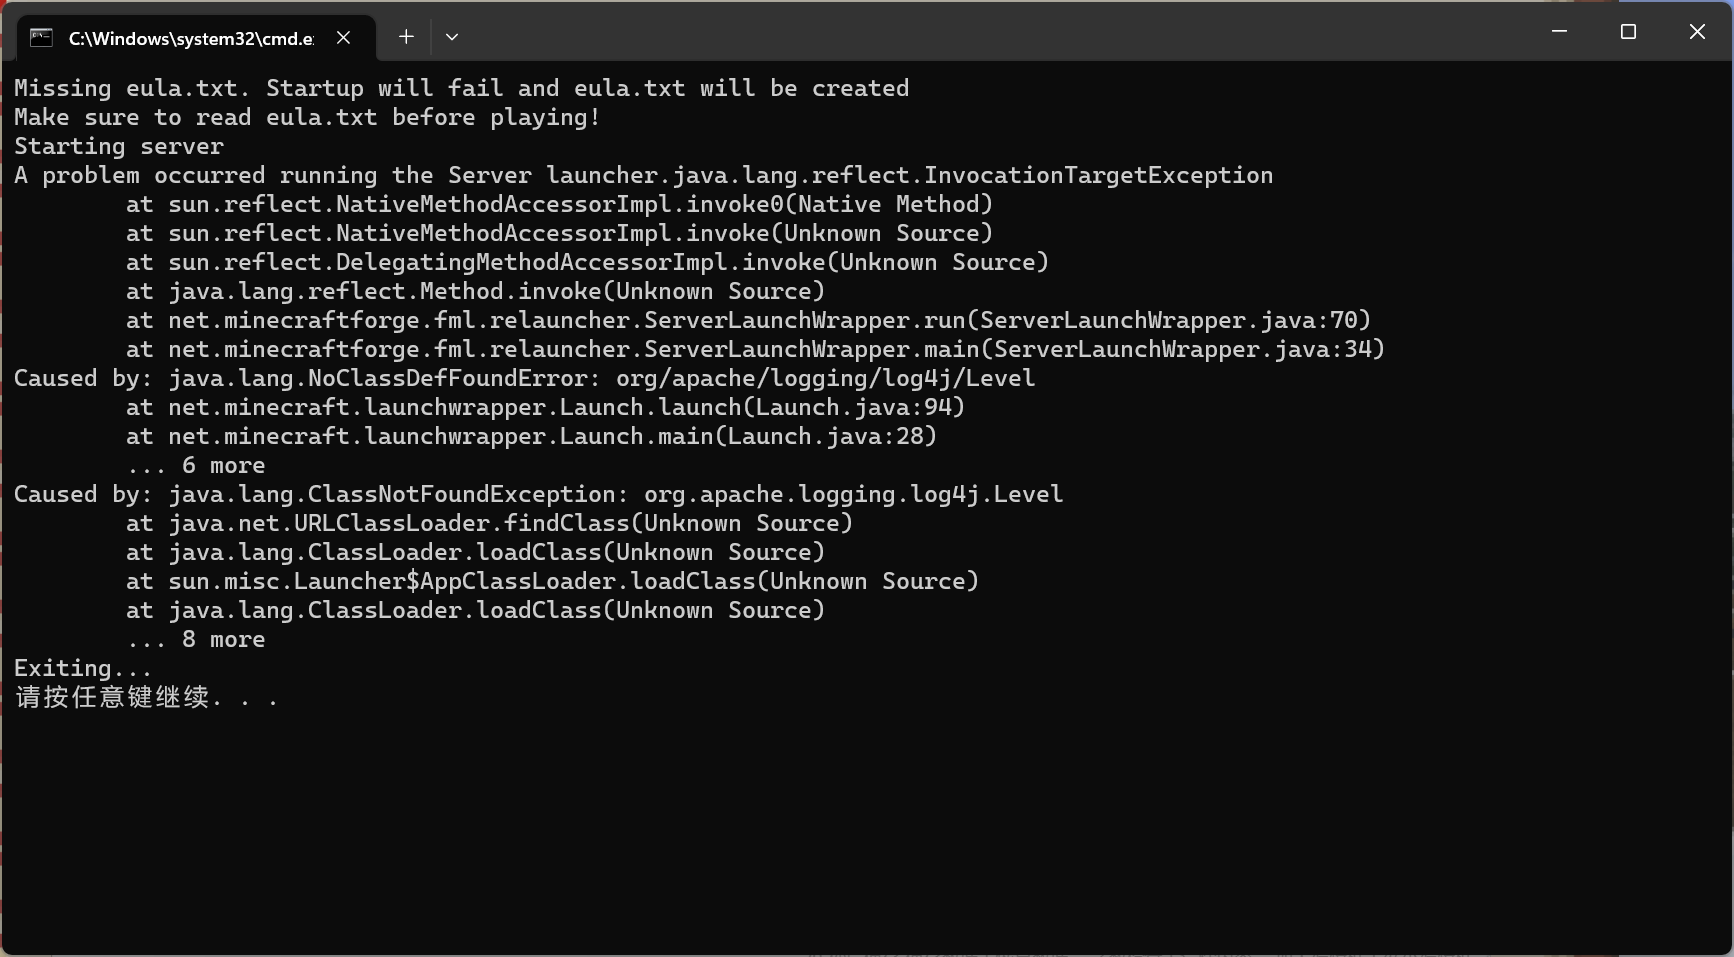 C:\Windows\system32\cmd.e
Missing eula.txt. Startup will fail and eula.txt will be created
Make sure to read eula.txt before playing!
Starting server
A problem occurred running the Server launcher.java.lang.reflect.InvocationTargetException
at sun.reflect.NativeMethodAccessorImpl.invoke0(Native Method)
at sun.reflect.NativeMethodAccessorImpl.invoke(Unknown Source)
at sun.reflect.DelegatingMethodAccessorImpl.invoke(Unknown Source)
at java.lang.reflect.Method.invoke(Unknown Source)
at net.minecraftforge.fml.relauncher.ServerLaunchWrapper.run(ServerLaunchWrapper.java:70)
at net.minecraftforge.fml.relauncher.ServerLaunchWrapper.main(ServerLaunchWrapper.java:34)
Caused by: java.lang.NoClassDefFoundError: org/apache/logging/log4j/Level
at net.minecraft.launchwrapper.Launch.launch(Launch.java:94)
at net.minecraft.launchwrapper.Launch.main(Launch.java:28)
... 6 more
Caused by: java.lang.ClassNotFoundException: org.apache.logging.log4j.Level
at java.net.URLClassLoader.findClass(Unknown Source)
at java.lang.ClassLoader.loadClass(Unknown Source)
at sun.misc.Launcher$AppClassLoader.loadClass(Unknown Source)
at java.lang.ClassLoader.loadClass(Unknown Source)
... 8 more
Exiting...
请按任意键继续. . .